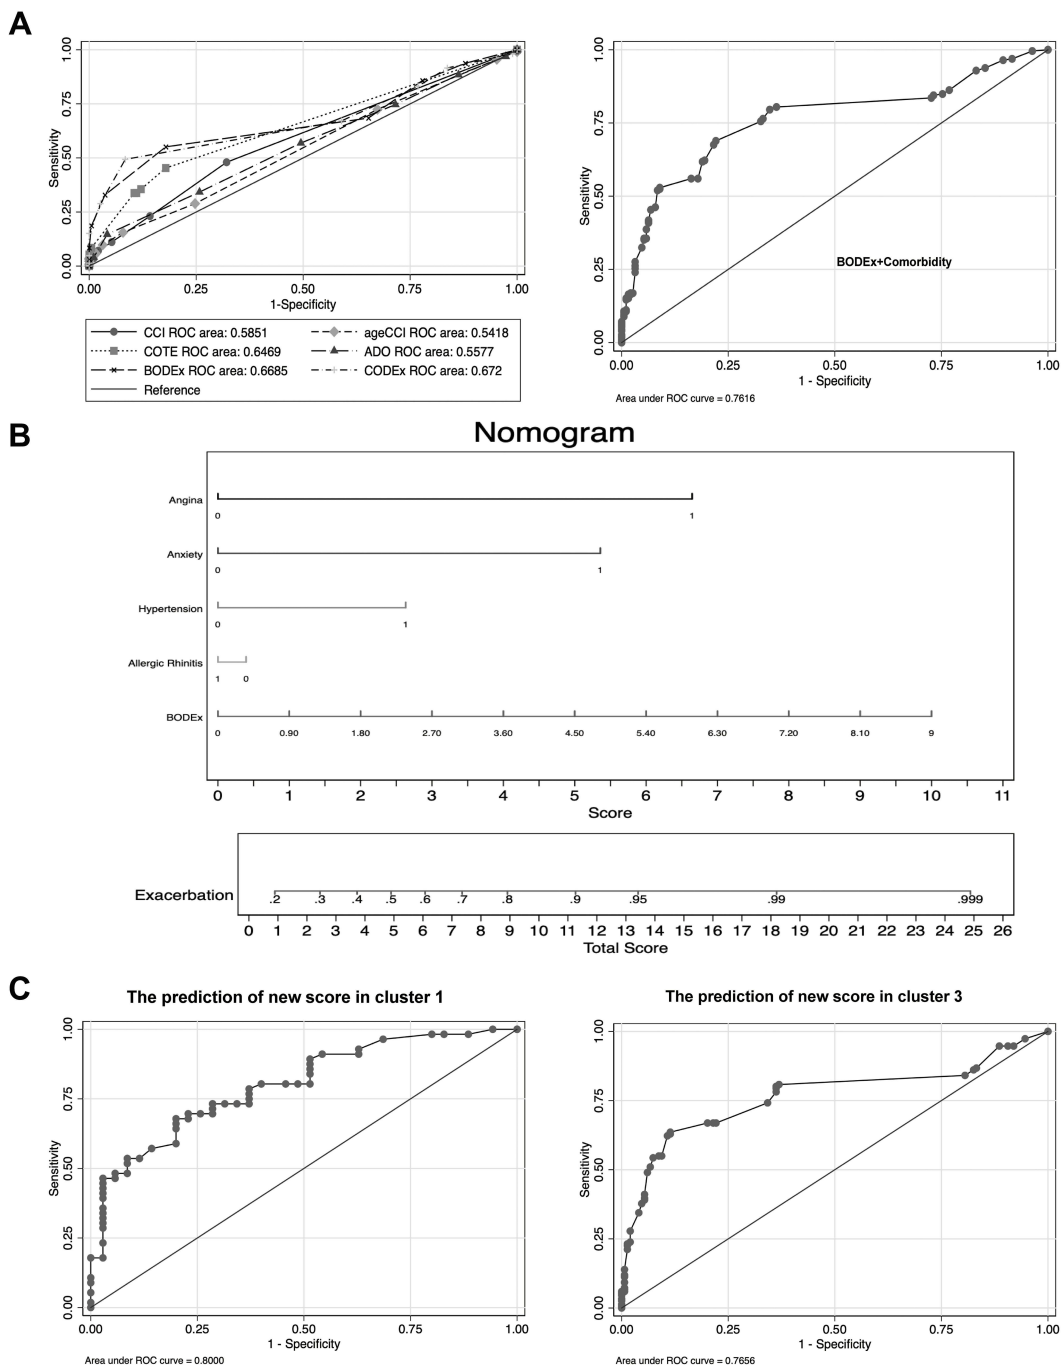 A
1.00
0.75
0.50
0.25
0.00
Sensitivity
0.00 0.25 0.50 0.75 1.00
1-Specificity
CCI ROC area: 0.5851 ageCCI ROC area: 0.5418
COTE ROC area: 0.6469 ADO ROC area: 0.5577
BODEx ROC area: 0.6685 CODEx ROC area: 0.672
Reference
1.00
0.75
0.50
0.25
0.00
Sensitivity
BODEx+Comorbidity
0.00 0.25 0.50 0.75 1.00
1 - Specificity
Area under ROC curve = 0.7616
B
Nomogram
Angina
0 1
Anxiety
0 1
Hypertension
0 1
Allergic Rhinitis
1 0
BODEx
0 0.90 1.80 2.70 3.60 4.50 5.40 6.30 7.20 8.10 9
0 1 2 3 4 5 6 7 8 9 10 11
Score
Exacerbation
.2 .3 .4 .5 .6 .7 .8 .9 .95 .99 .999
0 1 2 3 4 5 6 7 8 9 10 11 12 13 14 15 16 17 18 19 20 21 22 23 24 25 26
Total Score
C
The prediction of new score in cluster 1
1.00
0.75
0.50
0.25
0.00
Sensitivity
0.00 0.25 0.50 0.75 1.00
1 - Specificity
Area under ROC curve = 0.8000
The prediction of new score in cluster 3
1.00
0.75
0.50
0.25
0.00
Sensitivity
0.00 0.25 0.50 0.75 1.00
1 - Specificity
Area under ROC curve = 0.7656